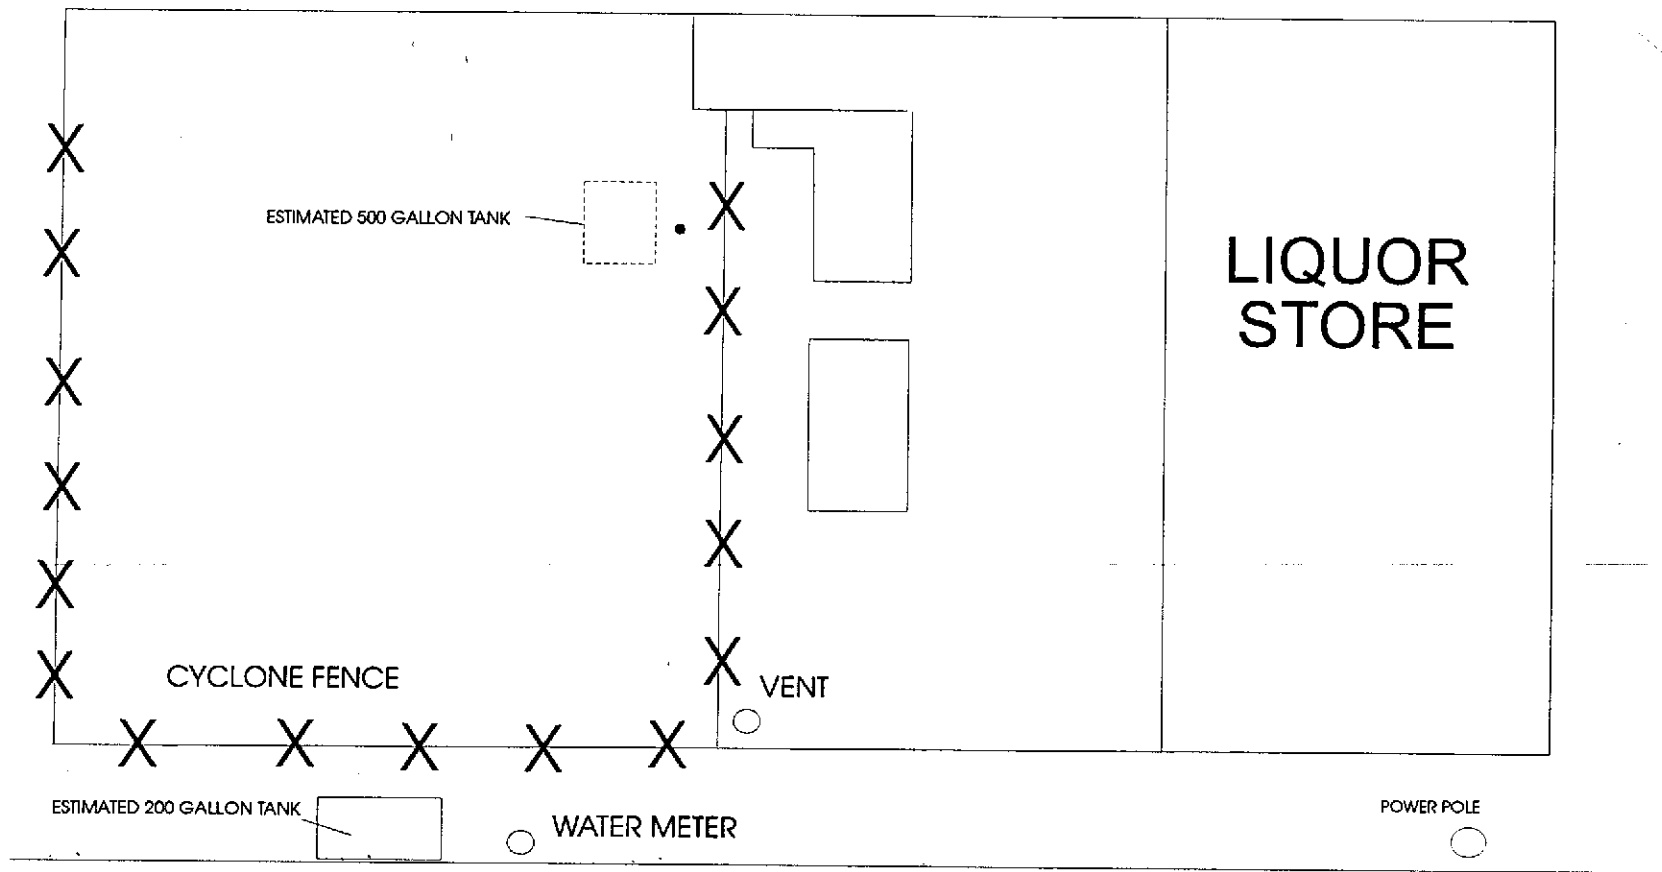 ESTIMATED 500 GALLON TANK
LIQUOR
STORE
CYCLONE FENCE
VENT
ESTIMATED 200 GALLON TANK
WATER METER
POWER POLE